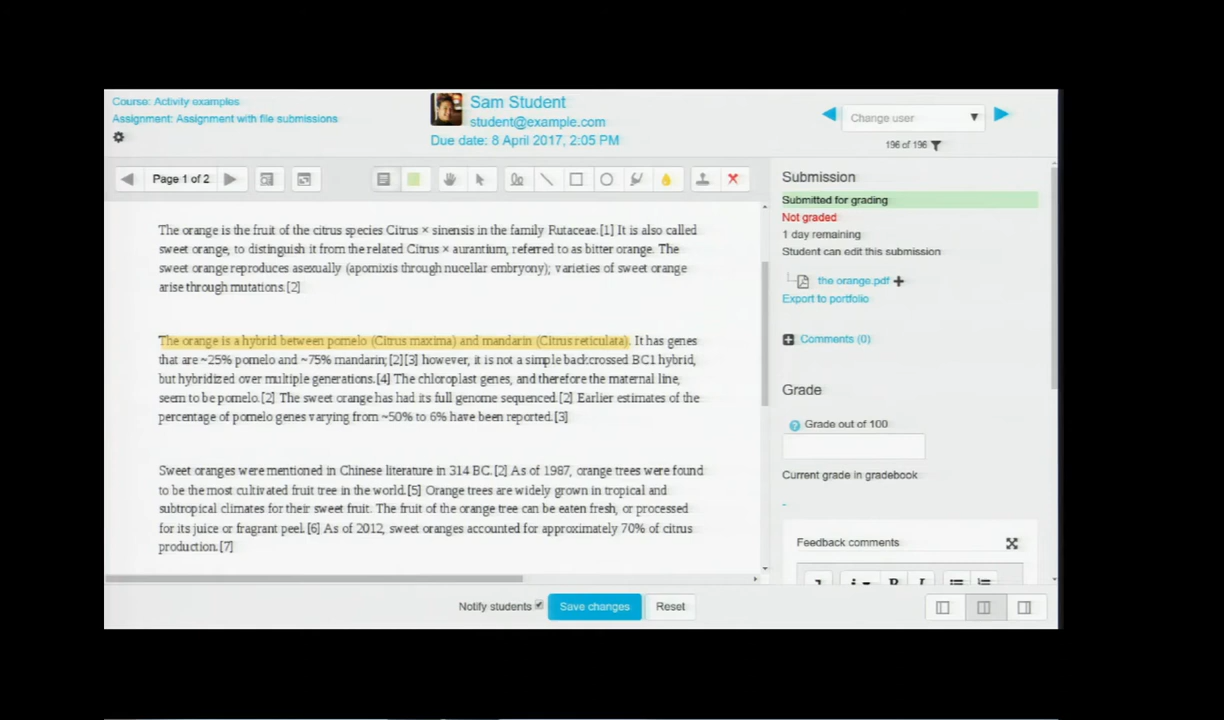 Course: Activity examples
Assignment: Assignment with file submissions
Sam Student
student@example.com
Due date: 8 April 2017, 2:05 PM
Change user
196 of 196
Page 1 of 2
The orange is the fruit of the citrus species Citrus × sinensis in the family Rutaceae.[1] It is also called
sweet orange, to distinguish it from the related Citrus × aurantium, referred to as bitter orange. The
sweet orange reproduces asexually (apomixis through nucellar embryony); varieties of sweet orange
arise through mutations.[2]
The orange is a hybrid between pomelo (Citrus maxima) and mandarin (Citrus reticulata). It has genes
that are ~25% pomelo and ~75% mandarin;[2][3] however, it is not a simple backcrossed BC1 hybrid,
but hybridized over multiple generations.[4] The chloroplast genes, and therefore the maternal line,
seem to be pomelo.[2] The sweet orange has had its full genome sequenced.[2] Earlier estimates of the
percentage of pomelo genes varying from ~50% to 6% have been reported.[3]
Sweet oranges were mentioned in Chinese literature in 314 BC.[2] As of 1987, orange trees were found
to be the most cultivated fruit tree in the world.[5] Orange trees are widely grown in tropical and
subtropical climates for their sweet fruit. The fruit of the orange tree can be eaten fresh, or processed
for its juice or fragrant peel.[6] As of 2012, sweet oranges accounted for approximately 70% of citrus
production.[7]
Submission
Submitted for grading
Not graded
1 day remaining
Student can edit this submission
the orange.pdf
Export to portfolio
Comments (0)
Grade
Grade out of 100
Current grade in gradebook
-
Feedback comments
B I
Notify students
Save changes
Reset